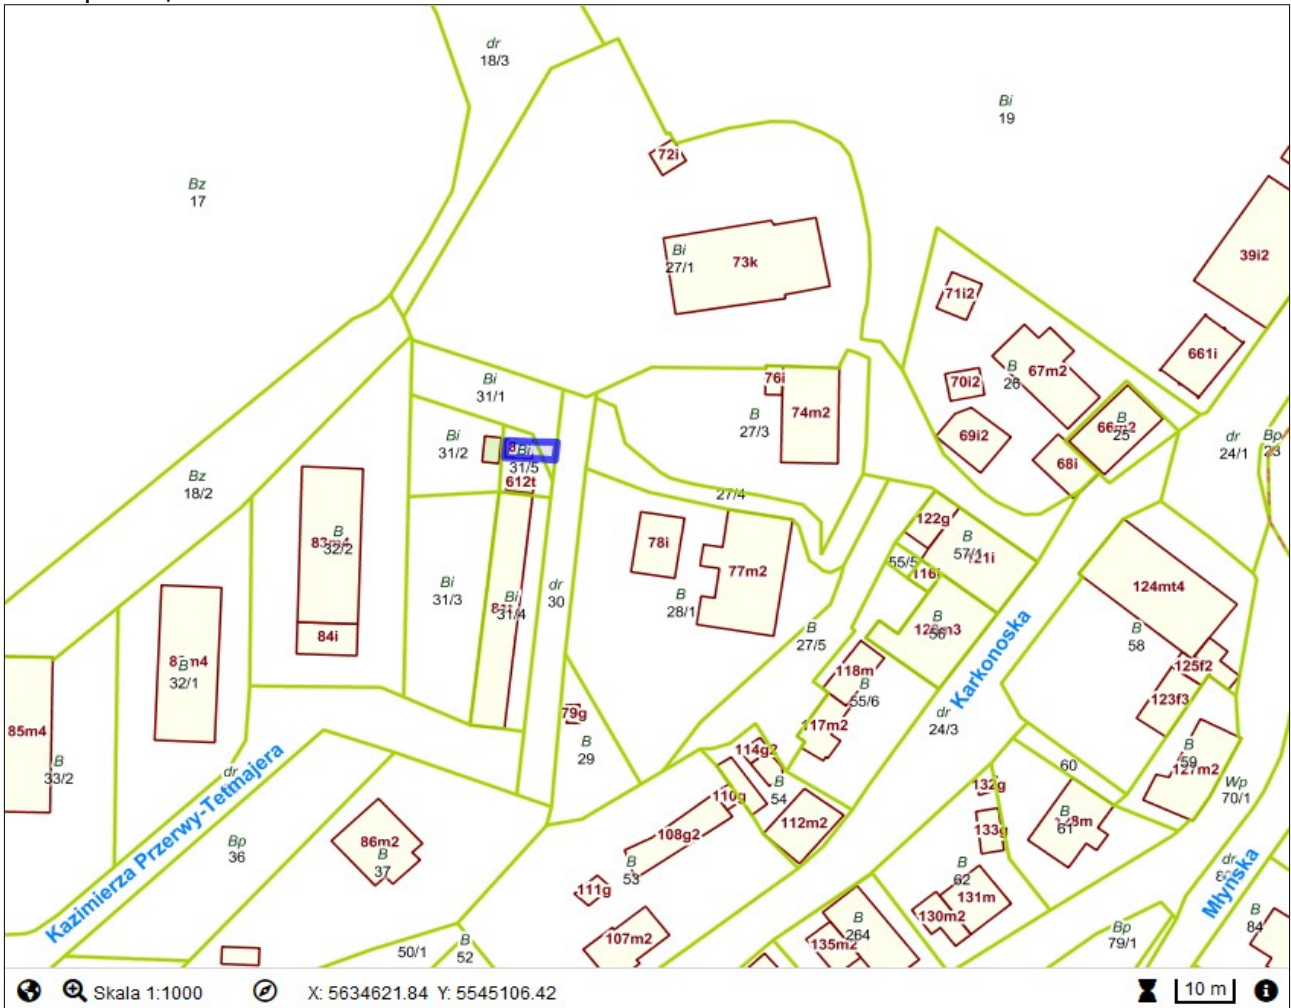 dr
18/3
Bi
19
Bz
17
72i
39i2
Bi
27/1
73k
71i2
661i
B
26
67m2
70i2
76i
74m2
B
27/3
Bi
31/1
B
25
69i2
68i
dr
24/1
Bp
23
Bi
31/2
Bi
31/5
612t
Bz
18/2
27/4
122g
B
57/1
121i
B
32/2
78i
77m2
55/5
116i
124mt4
Bi
31/3
Bi
31/4
dr
30
B
28/1
56
B
27/5
B
58
84i
B
32/1
118m
B
55/6
125f2
123f3
Karkonoska
dr
24/3
85m4
B
33/2
79g
B
29
117m2
114g2
B
54
110g
60
B
59
127m2
Wp
70/1
132g
dr
Kazimierza Przerwy-Tetmajera
Bp
36
86m2
B
37
108g2
112m2
133g
B
61
B
53
111g
B
62
131m
130m2
dr
Młyńska
107m2
B
264
135m2
50/1
B
52
Bp
79/1
B
84
Skala 1:1000 X: 5634621.84 Y: 5545106.42 10 m